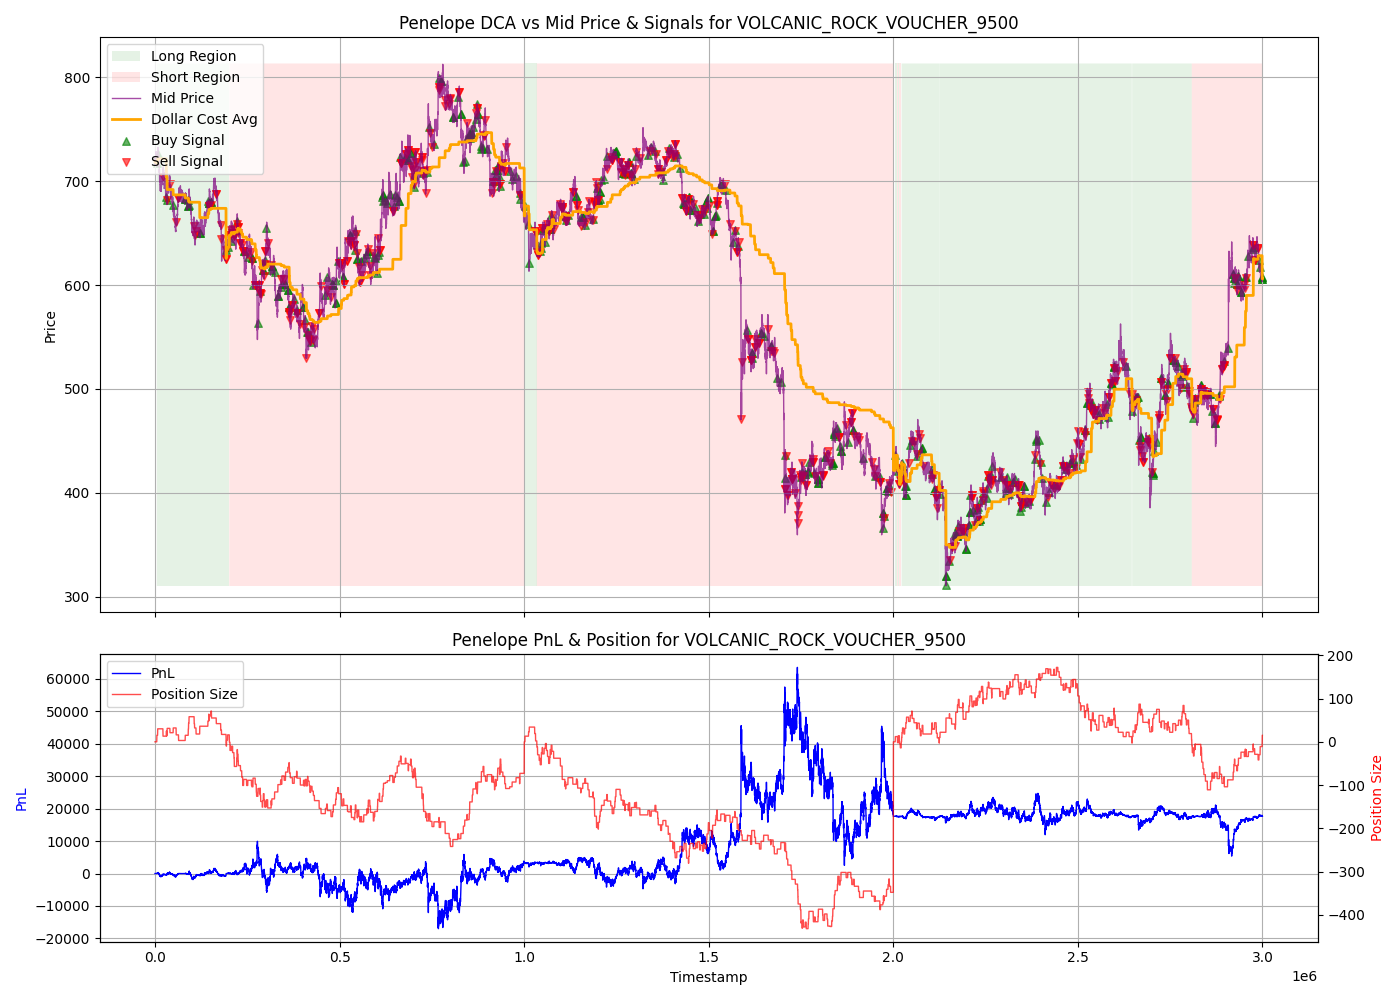 Penelope DCA vs Mid Price & Signals for VOLCANIC_ROCK_VOUCHER_9500
Long Region
Short Region
Mid Price
Dollar Cost Avg
Buy Signal
Sell Signal
800
700
600
500
400
300
Price
Penelope PnL & Position for VOLCANIC_ROCK_VOUCHER_9500
PnL
Position Size
60000
50000
40000
30000
20000
10000
0
−10000
−20000
PnL
200
100
0
−100
−200
−300
−400
Position Size
0.0 0.5 1.0 1.5 2.0 2.5 3.0
1e6
Timestamp